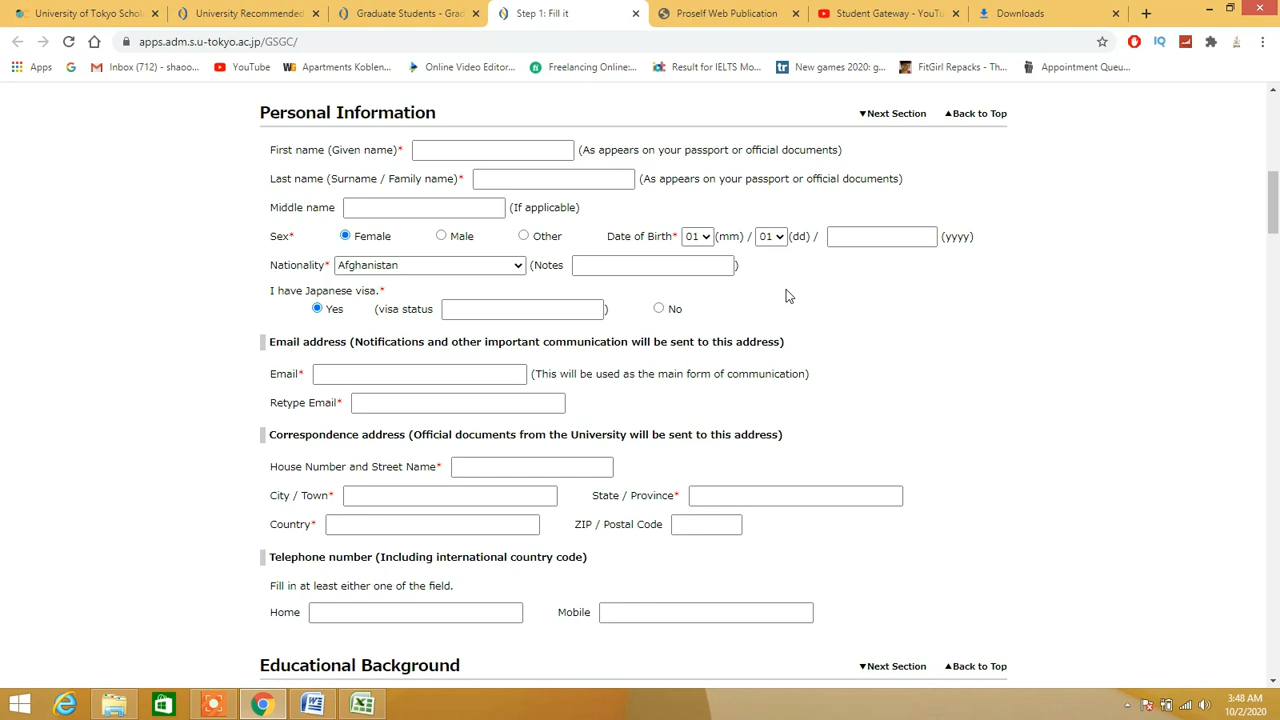 University of Tokyo Schol
University Recommended
Graduate Students - Grad
Step 1: Fill it
Proself Web Publication
Student Gateway - YouTu
Downloads
apps.adm.s.u-tokyo.ac.jp/GSGC/
Apps
Inbox (712) - shaoo...
YouTube
Apartments Koblen...
Online Video Editor...
Freelancing Online:...
Result for IELTS Mo...
New games 2020: g...
FitGirl Repacks - Th...
Appointment Queu...
Personal Information ▼Next Section ▲Back to Top
First name (Given name)* (As appears on your passport or official documents)
Last name (Surname / Family name)* (As appears on your passport or official documents)
Middle name (If applicable)
Sex* Female Male Other Date of Birth* 01 (mm) / 01 (dd) / (yyyy)
Nationality* Afghanistan (Notes )
I have Japanese visa.*
Yes (visa status ) No
Email address (Notifications and other important communication will be sent to this address)
Email* (This will be used as the main form of communication)
Retype Email*
Correspondence address (Official documents from the University will be sent to this address)
House Number and Street Name*
City / Town* State / Province*
Country* ZIP / Postal Code
Telephone number (Including international country code)
Fill in at least either one of the field.
Home Mobile
Educational Background ▼Next Section ▲Back to Top
3:48 AM
10/2/2020